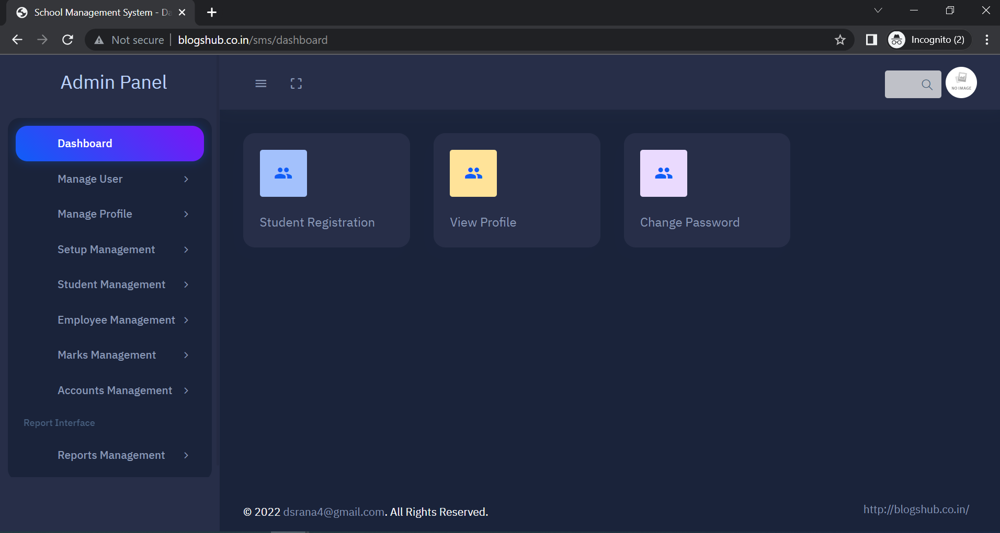 School Management System - Da
Not secure
blogshub.co.in/sms/dashboard
Incognito (2)
Admin Panel
NO IMAGE
Dashboard
Manage User
Manage Profile
Setup Management
Student Management
Employee Management
Marks Management
Accounts Management
Report Interface
Reports Management
Student Registration
View Profile
Change Password
© 2022 dsrana4@gmail.com. All Rights Reserved.
http://blogshub.co.in/